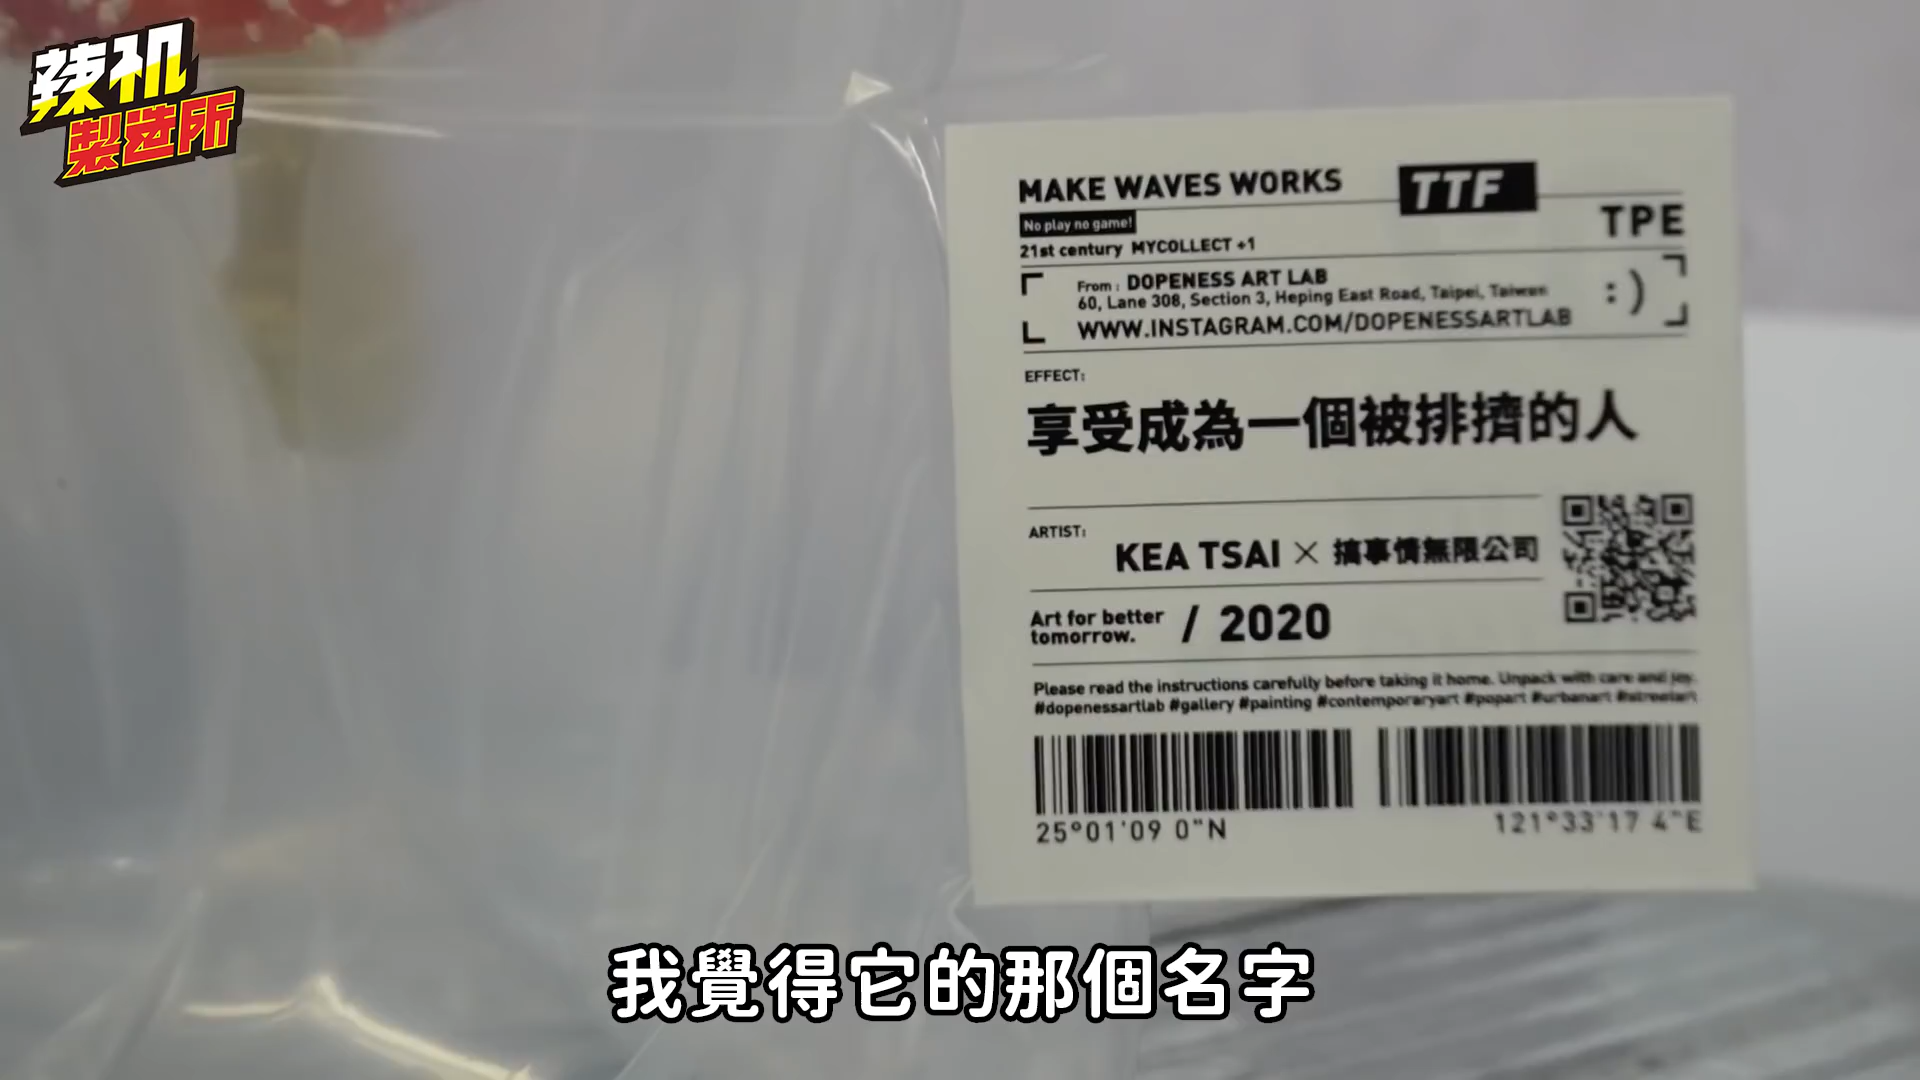 辣机
製造所
MAKE WAVES WORKS
TTF
TPE
No play no game!
21st century MYCOLLECT +1
From : DOPENESS ART LAB
60, Lane 308, Section 3, Heping East Road, Taipei, Taiwan
WWW.INSTAGRAM.COM/DOPENESSARTLAB
:)
EFFECT:
享受成為一個被排擠的人
ARTIST:
KEA TSAI × 搞事情無限公司
Art for better
tomorrow. / 2020
Please read the instructions carefully before taking it home. Unpack with care and joy.
#dopenessartlab #gallery #painting #contemporaryart #popart #urbanart #streetart
25°01'09 0"N
121°33'17 4"E
我覺得它的那個名字